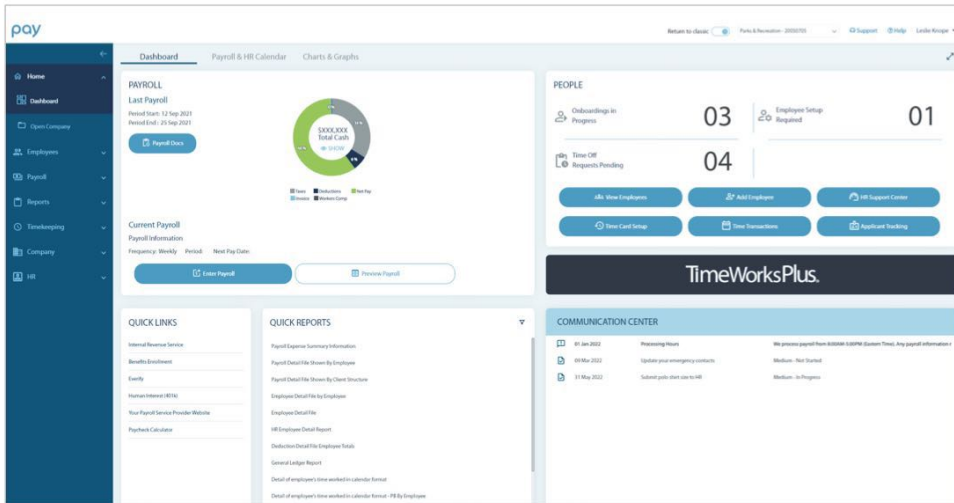 pay
Return to classic
Parks & Recreation - 20050703
Support
Help
Leslie Knope
Home
Dashboard
Open Company
Employees
Payroll
Reports
Timekeeping
Company
HR
Dashboard
Payroll & HR Calendar
Charts & Graphs
PAYROLL
Last Payroll
Period Start: 12 Sep 2021
Period End : 25 Sep 2021
Payroll Docs
$XXX,XXX
Total Cash
SHOW
Taxes
Deductions
Net Pay
Invoice
Workers Comp
Current Payroll
Payroll Information
Frequency: Weekly Period: Next Pay Date:
Enter Payroll
Preview Payroll
PEOPLE
Onboardings in
Progress
03
Employee Setup
Required
01
Time Off
Requests Pending
04
View Employees
Add Employee
HR Support Center
Time Card Setup
Time Transactions
Applicant Tracking
TimeWorksPlus.
QUICK LINKS
Internal Revenue Service
Benefits Enrollment
Everify
Human Interest (401k)
Your Payroll Service Provider Website
Paycheck Calculator
QUICK REPORTS
Payroll Expense Summary Information
Payroll Detail File Shown By Employee
Payroll Detail File Shown By Client Structure
Employee Detail File by Employee
Employee Detail File
HR Employee Detail Report
Deduction Detail File Employee Totals
General Ledger Report
Detail of employee's time worked in calendar format
Detail of employee's time worked in calendar format - PB By Employee
COMMUNICATION CENTER
01 Jan 2022 Processing Hours We process payroll from 8:00AM-5:00PM (Eastern Time). Any payroll information r
09 Mar 2022 Update your emergency contacts Medium - Not Started
31 May 2022 Submit polo shirt size to HR Medium - In Progress